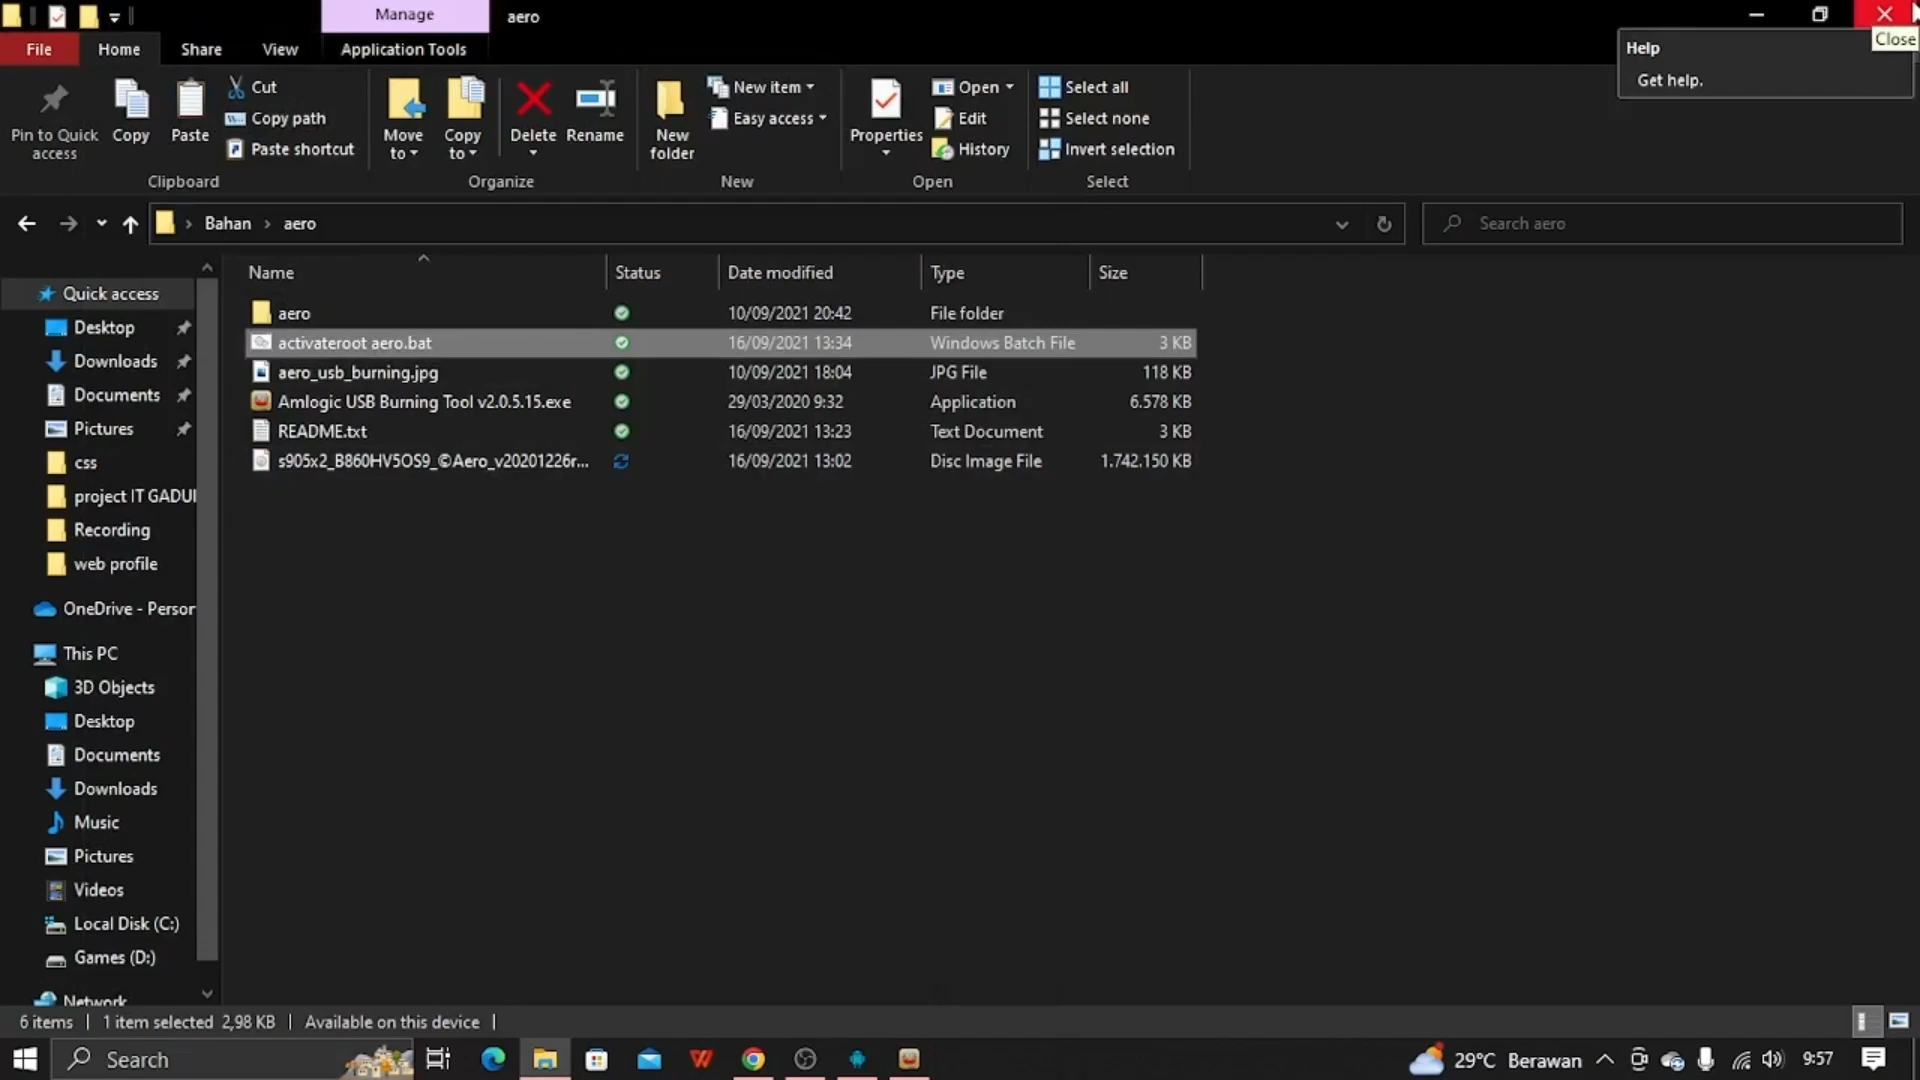 Manage
aero
Close
File
Home
Share
View
Application Tools
Help
Get help.
Pin to Quick access
Copy
Paste
Cut
Copy path
Paste shortcut
Clipboard
Move to
Copy to
Delete
Rename
Organize
New folder
New item
Easy access
New
Properties
Open
Edit
History
Open
Select all
Select none
Invert selection
Select
Bahan > aero
Search aero
Name Status Date modified Type Size
aero 10/09/2021 20:42 File folder
activateroot aero.bat 16/09/2021 13:34 Windows Batch File 3 KB
aero_usb_burning.jpg 10/09/2021 18:04 JPG File 118 KB
Amlogic USB Burning Tool v2.0.5.15.exe 29/03/2020 9:32 Application 6.578 KB
README.txt 16/09/2021 13:23 Text Document 3 KB
s905x2_B860HV5OS9_©Aero_v20201226r... 16/09/2021 13:02 Disc Image File 1.742.150 KB
Quick access
Desktop
Downloads
Documents
Pictures
css
project IT GADUI
Recording
web profile
OneDrive - Person
This PC
3D Objects
Desktop
Documents
Downloads
Music
Pictures
Videos
Local Disk (C:)
Games (D:)
Network
6 items | 1 item selected 2,98 KB | Available on this device |
Search
29°C Berawan
9:57